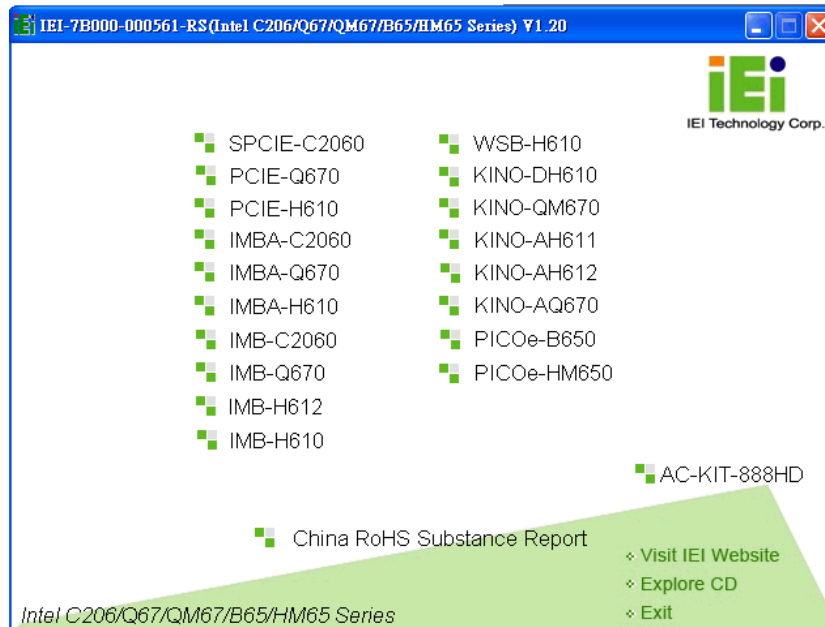 IEI-7B000-000561-RS(Intel C206/Q67/QM67/B65/HM65 Series) V1.20
iEi
IEI Technology Corp.
SPCIE-C2060
PCIE-Q670
PCIE-H610
IMBA-C2060
IMBA-Q670
IMBA-H610
IMB-C2060
IMB-Q670
IMB-H612
IMB-H610
WSB-H610
KINO-DH610
KINO-QM670
KINO-AH611
KINO-AH612
KINO-AQ670
PICOe-B650
PICOe-HM650
AC-KIT-888HD
China RoHS Substance Report
Visit IEI Website
Explore CD
Exit
Intel C206/Q67/QM67/B65/HM65 Series